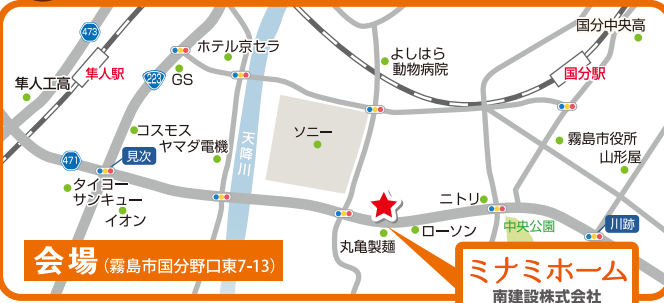 473
ホテル京セラ
国分中央高
隼人駅
223
GS
よしはら
動物病院
国分駅
隼人工高
コスモス
ヤマダ電機
天降川
ソニー
霧島市役所
山形屋
471
見次
タイヨー
サンキュー
イオン
ニトリ
中央公園
川跡
ローソン
丸亀製麺
会場(霧島市国分野口東7-13)
ミナミホーム
南建設株式会社